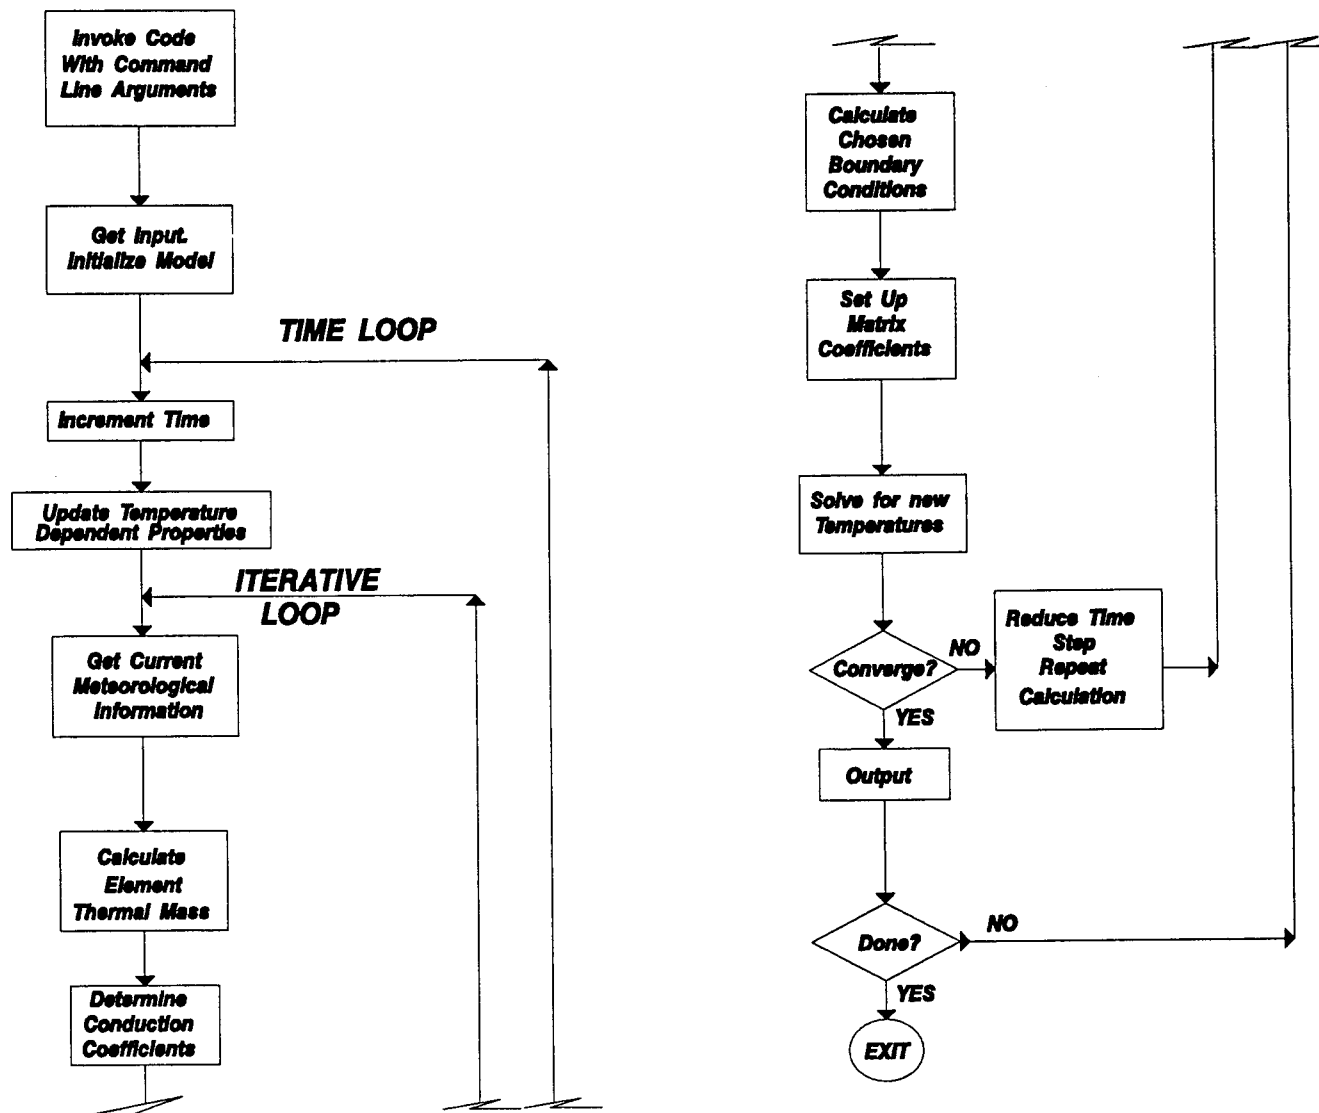 Invoke Code
With Command
Line Arguments
Get Input.
Initialize Model
TIME LOOP
Increment Time
Update Temperature
Dependent Properties
ITERATIVE
LOOP
Get Current
Meteorological
Information
Calculate
Element
Thermal Mass
Determine
Conduction
Coefficients
Calculate
Chosen
Boundary
Conditions
Set Up
Matrix
Coefficients
Solve for new
Temperatures
Converge?
NO
Reduce Time
Step
Repeat
Calculation
YES
Output
Done?
NO
YES
EXIT